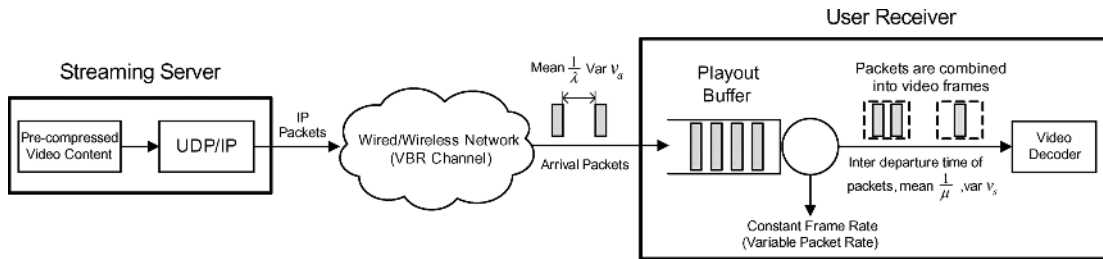 Streaming Server
Pre-compressed
Video Content
UDP/IP
IP
Packets
Wired/Wireless Network
(VBR Channel)
Mean 1/λ Var vₐ
Arrival Packets
User Receiver
Playout
Buffer
Packets are combined
into video frames
Inter departure time of
packets, mean 1/μ ,var vₛ
Constant Frame Rate
(Variable Packet Rate)
Video
Decoder